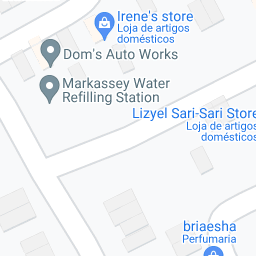 Irene's store
Loja de artigos
domésticos
Dom's Auto Works
Markassey Water
Refilling Station
Lizyel Sari-Sari Store
Loja de artigos
domésticos
briaesha
Perfumaria